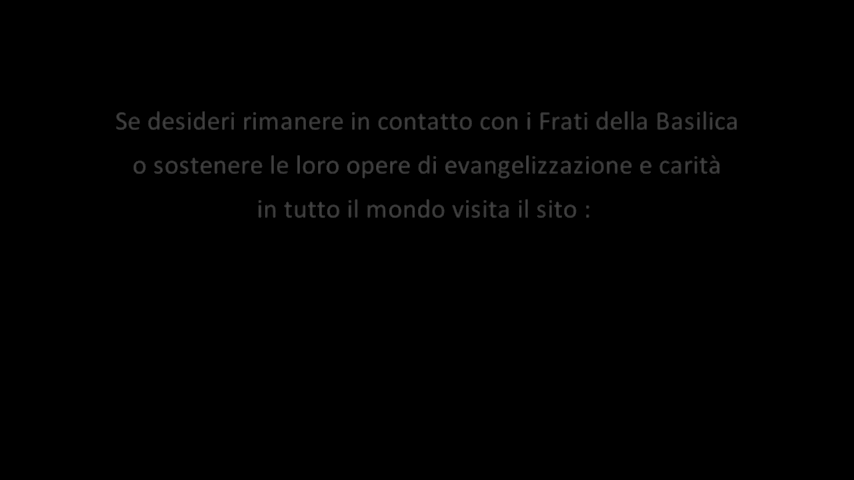 Se desideri rimanere in contatto con i Frati della Basilica
o sostenere le loro opere di evangelizzazione e carità
in tutto il mondo visita il sito :